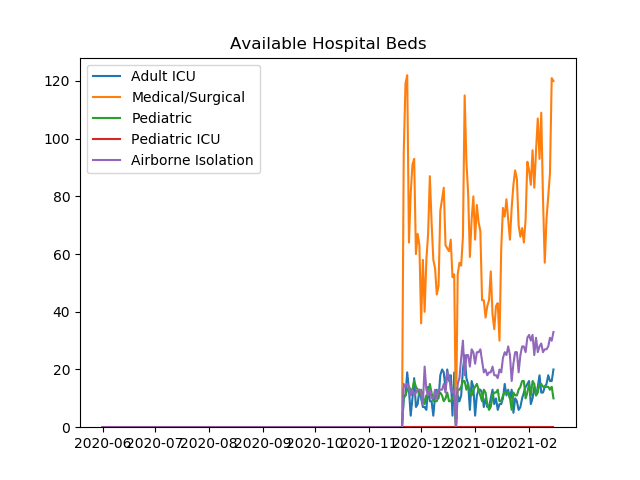 Available Hospital Beds
Adult ICU
Medical/Surgical
Pediatric
Pediatric ICU
Airborne Isolation
120
100
80
60
40
20
0
2020-06 2020-07 2020-08 2020-09 2020-10 2020-11 2020-12 2021-01 2021-02